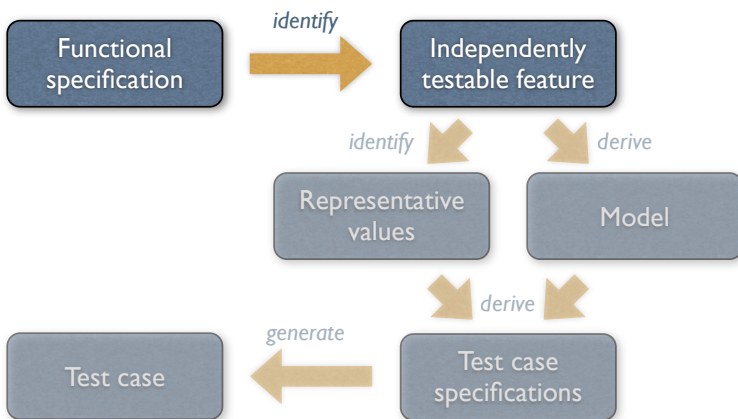 identify
Functional
specification
Independently
testable feature
identify
derive
Representative
values
Model
derive
generate
Test case
Test case
specifications